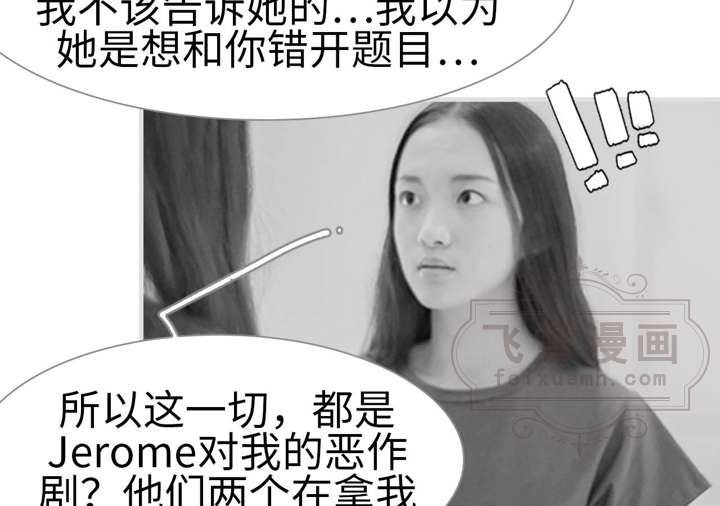 我不该告诉她的…我以为
她是想和你错开题目…
!!!
飞雪漫画
feixuemh.com
所以这一切，都是
Jerome对我的恶作
剧？他们两个在拿我